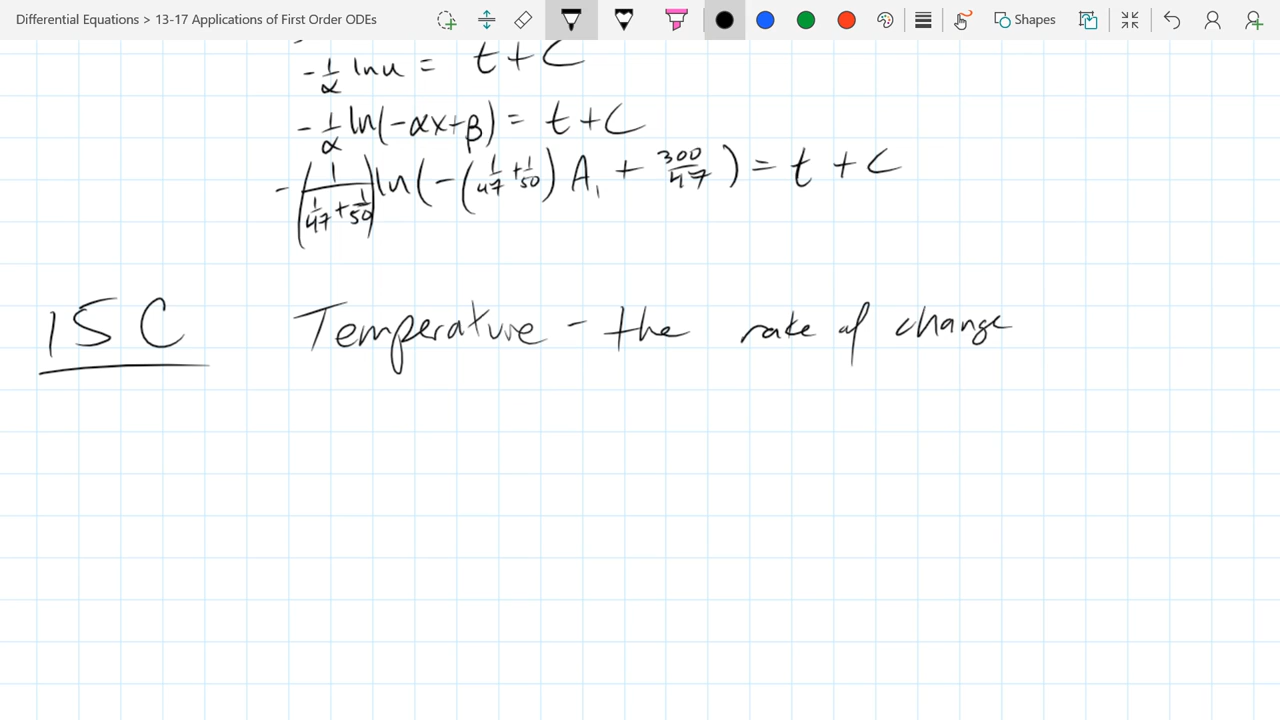 Differential Equations > 13-17 Applications of First Order ODEs
Shapes
-1/α ln u = t + C
-1/α ln(-αx+β) = t + C
-(1/(1/47 + 1/50)) ln(-(1/47 + 1/50) A₁ + 300/47) = t + C
15C Temperature - the rate of change